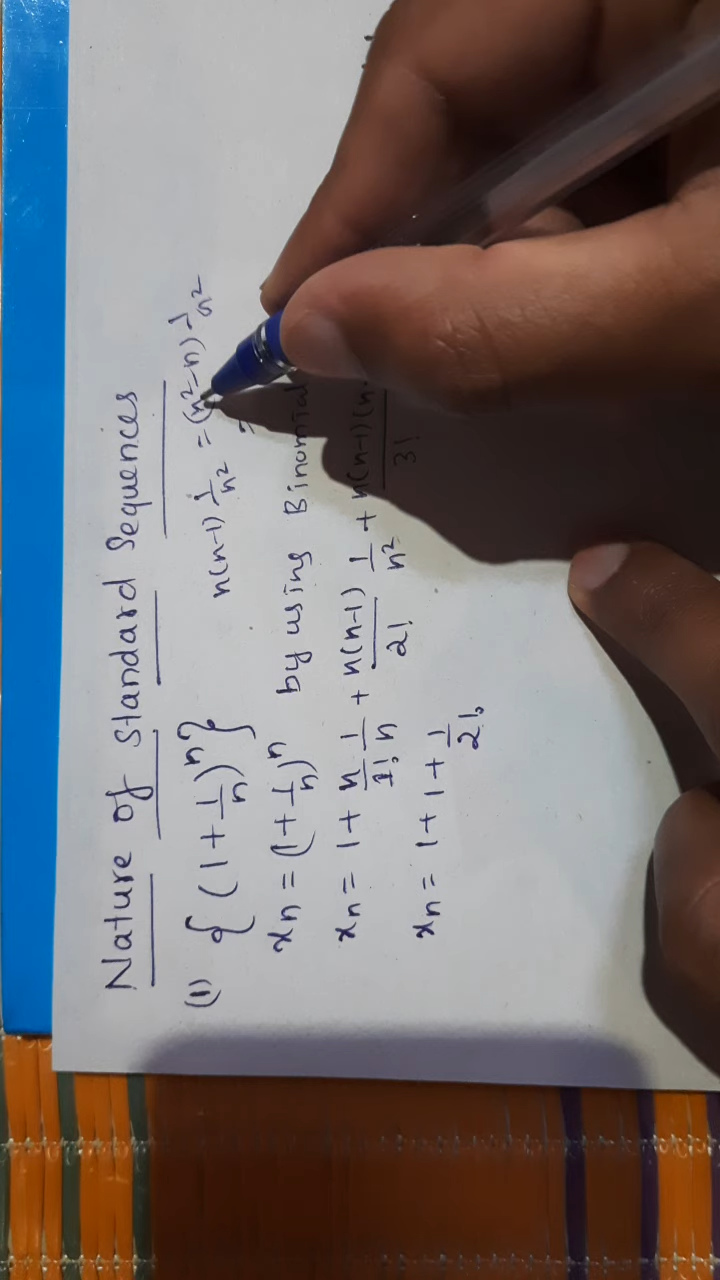 Nature of Standard Sequences
(1) { (1 + 1/n)^n }
n(n-1) 1/n² = (n² - n) 1/n²
=
xn = (1 + 1/n)^n by using Binomial
xn = 1 + n/1! 1/n + n(n-1)/2! 1/n² + n(n-1)(n-/3!
xn = 1 + 1 + 1/2!